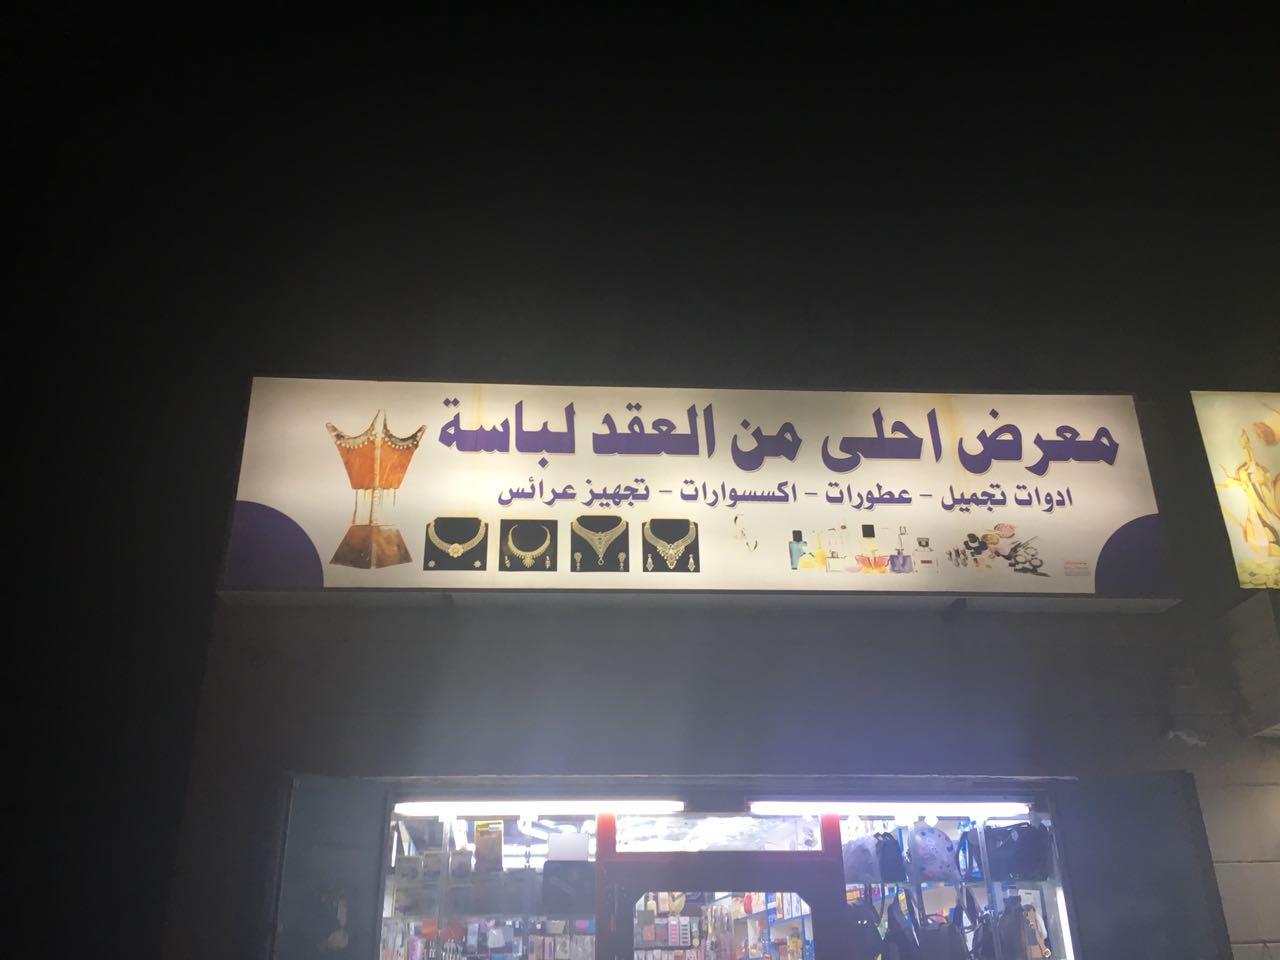 معرض احلى من العقد لباسة
ادوات تجميل - عطورات - اكسسوارات - تجهيز عرائس